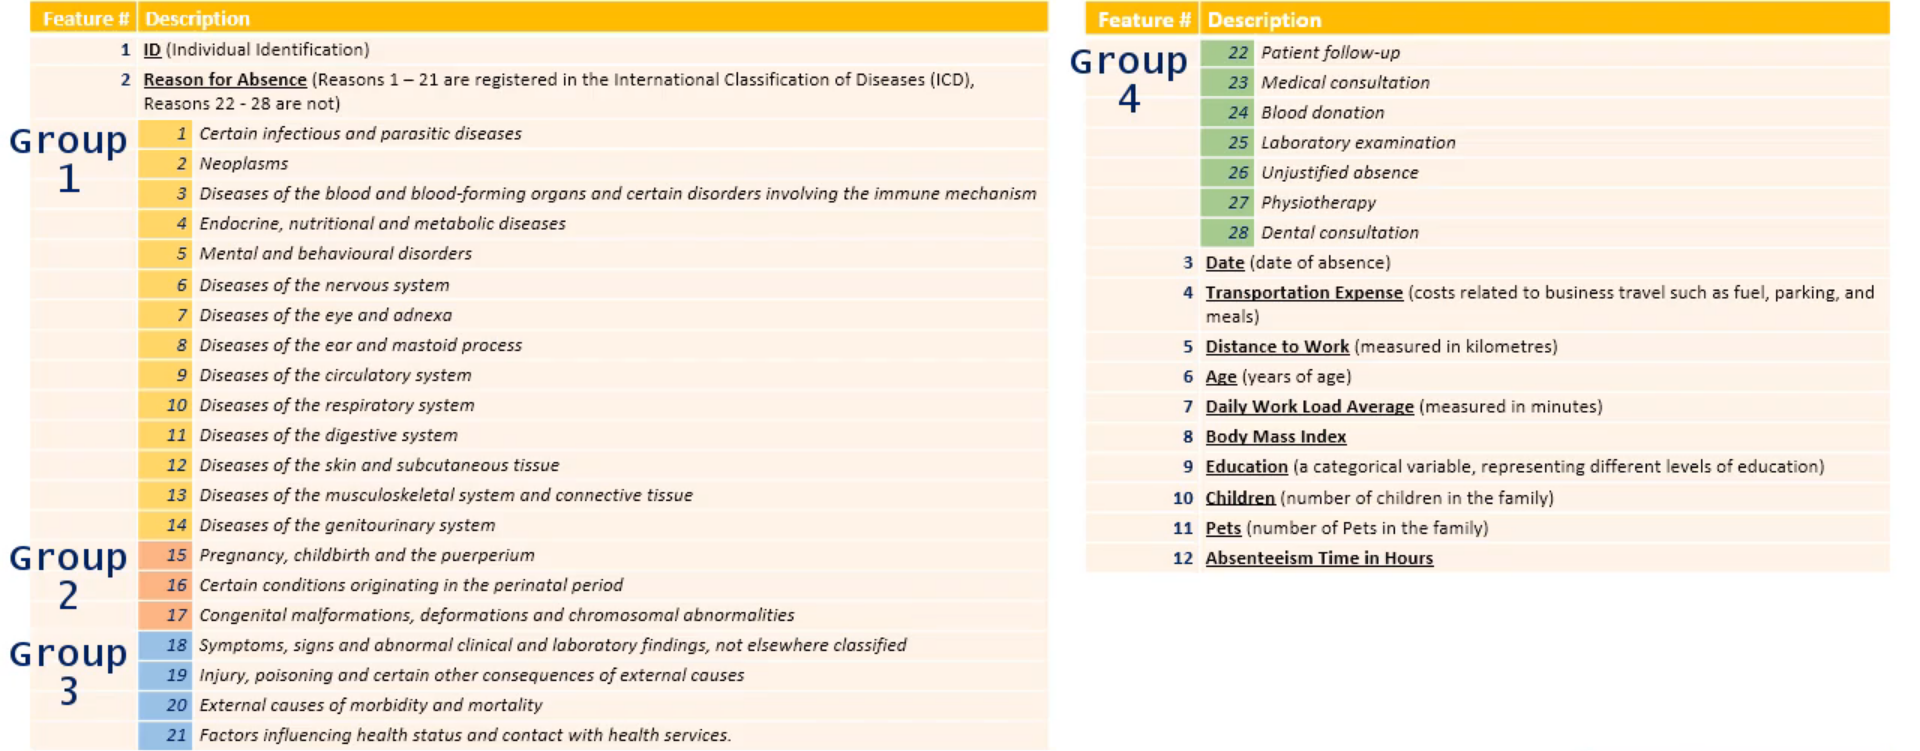 Feature # Description
1 ID (Individual Identification)
2 Reason for Absence (Reasons 1 – 21 are registered in the International Classification of Diseases (ICD),
Reasons 22 - 28 are not)
Group
1
1 Certain infectious and parasitic diseases
2 Neoplasms
3 Diseases of the blood and blood-forming organs and certain disorders involving the immune mechanism
4 Endocrine, nutritional and metabolic diseases
5 Mental and behavioural disorders
6 Diseases of the nervous system
7 Diseases of the eye and adnexa
8 Diseases of the ear and mastoid process
9 Diseases of the circulatory system
10 Diseases of the respiratory system
11 Diseases of the digestive system
12 Diseases of the skin and subcutaneous tissue
13 Diseases of the musculoskeletal system and connective tissue
14 Diseases of the genitourinary system
Group
2
15 Pregnancy, childbirth and the puerperium
16 Certain conditions originating in the perinatal period
17 Congenital malformations, deformations and chromosomal abnormalities
Group
3
18 Symptoms, signs and abnormal clinical and laboratory findings, not elsewhere classified
19 Injury, poisoning and certain other consequences of external causes
20 External causes of morbidity and mortality
21 Factors influencing health status and contact with health services.
Feature # Description
Group
4
22 Patient follow-up
23 Medical consultation
24 Blood donation
25 Laboratory examination
26 Unjustified absence
27 Physiotherapy
28 Dental consultation
3 Date (date of absence)
4 Transportation Expense (costs related to business travel such as fuel, parking, and
meals)
5 Distance to Work (measured in kilometres)
6 Age (years of age)
7 Daily Work Load Average (measured in minutes)
8 Body Mass Index
9 Education (a categorical variable, representing different levels of education)
10 Children (number of children in the family)
11 Pets (number of Pets in the family)
12 Absenteeism Time in Hours